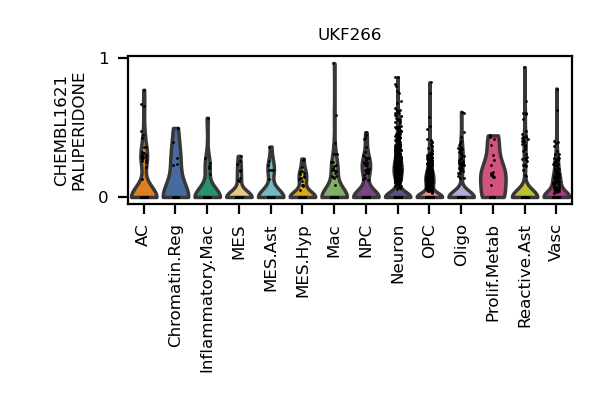 UKF266
CHEMBL1621
PALIPERIDONE
1
0
AC
Chromatin.Reg
Inflammatory.Mac
MES
MES.Ast
MES.Hyp
Mac
NPC
Neuron
OPC
Oligo
Prolif.Metab
Reactive.Ast
Vasc